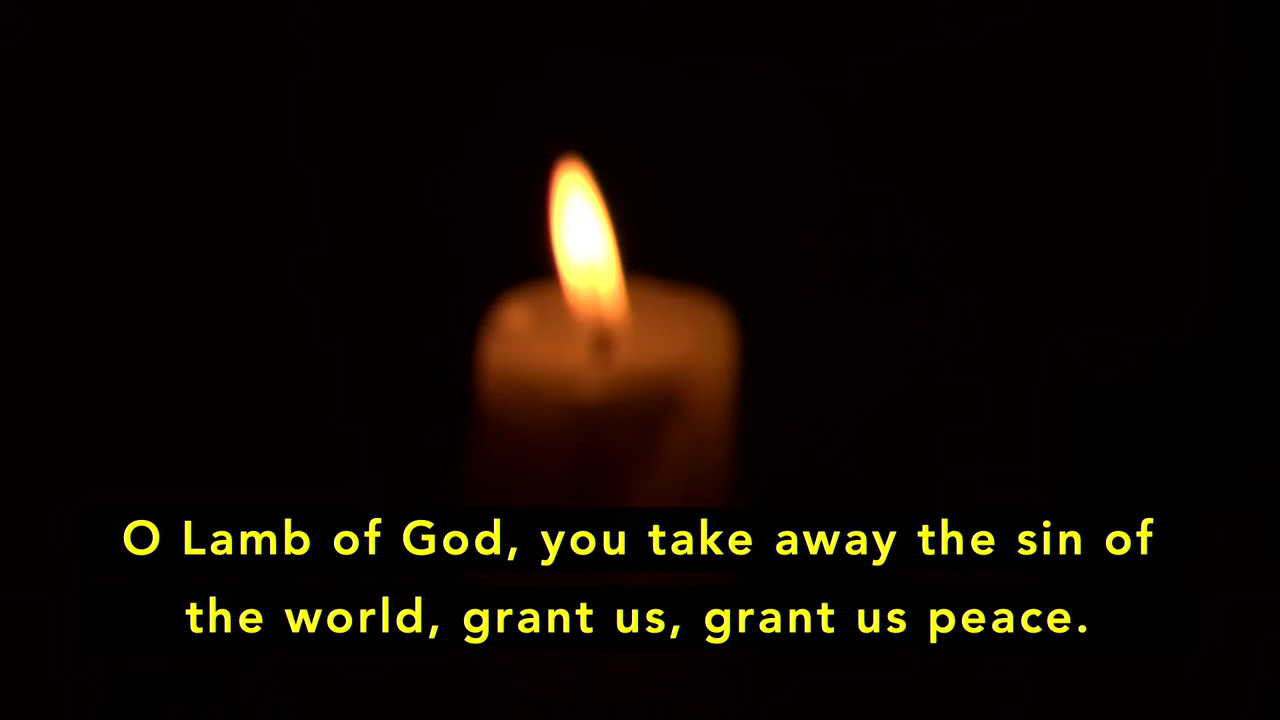 O Lamb of God, you take away the sin of
the world, grant us, grant us peace.